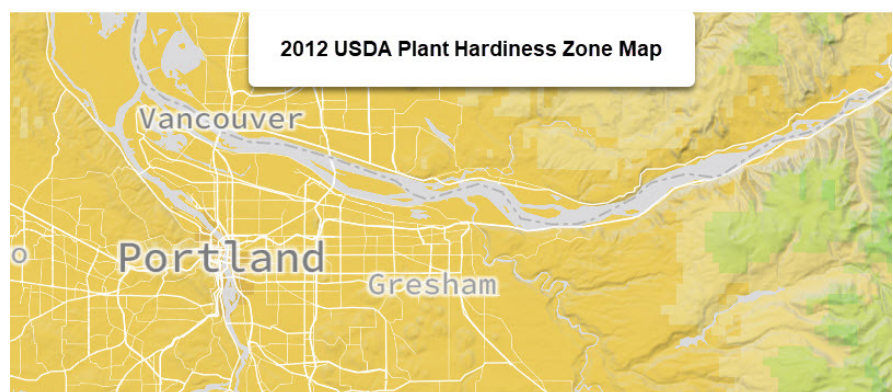 2012 USDA Plant Hardiness Zone Map
Vancouver
Portland
Gresham
o